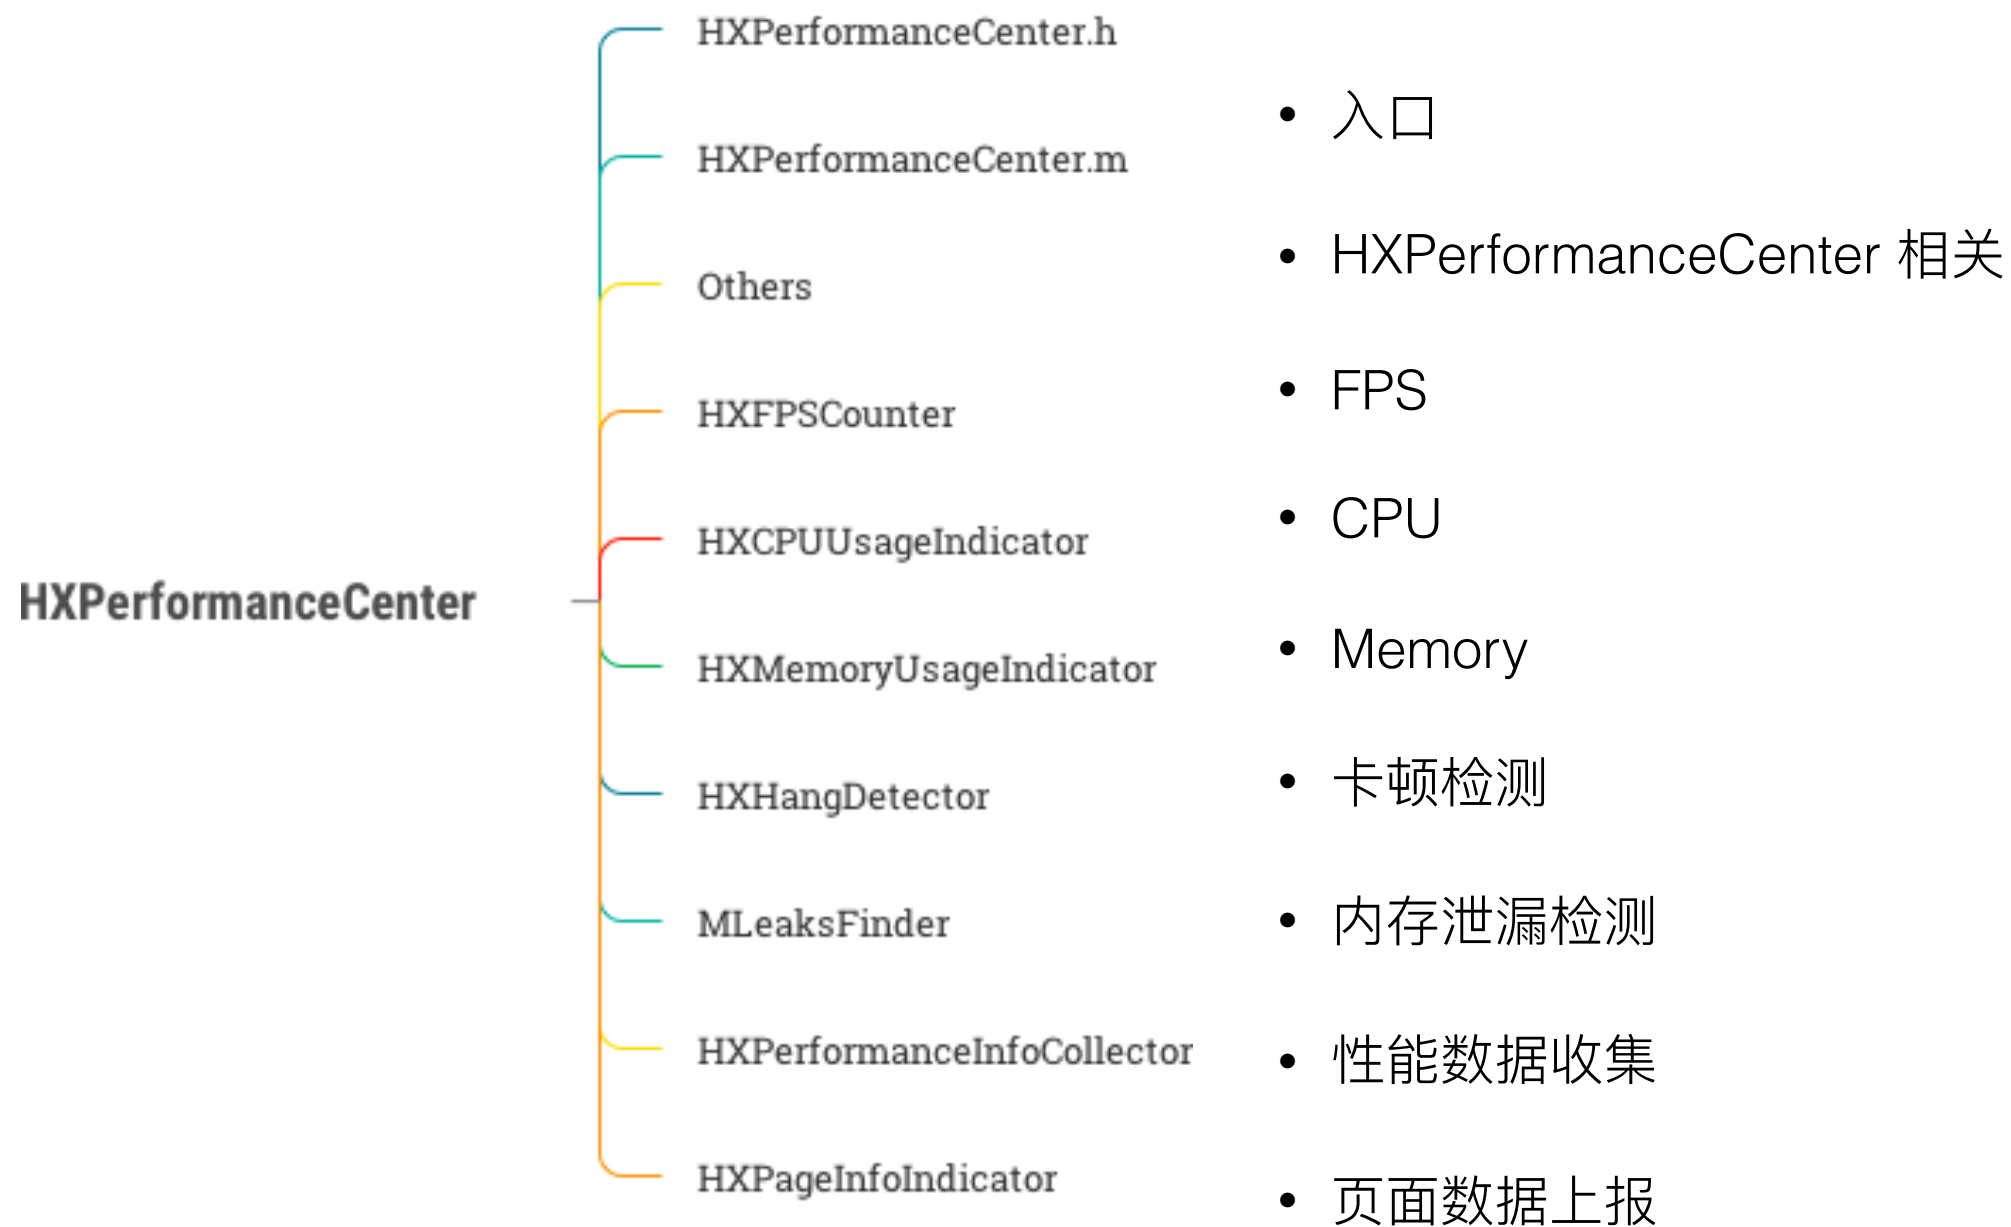 HXPerformanceCenter
HXPerformanceCenter.h
HXPerformanceCenter.m
Others
HXFPSCounter
HXCPUUsageIndicator
HXMemoryUsageIndicator
HXHangDetector
MLeaksFinder
HXPerformanceInfoCollector
HXPageInfoIndicator
• 入口
• HXPerformanceCenter 相关
• FPS
• CPU
• Memory
• 卡顿检测
• 内存泄漏检测
• 性能数据收集
• 页面数据上报